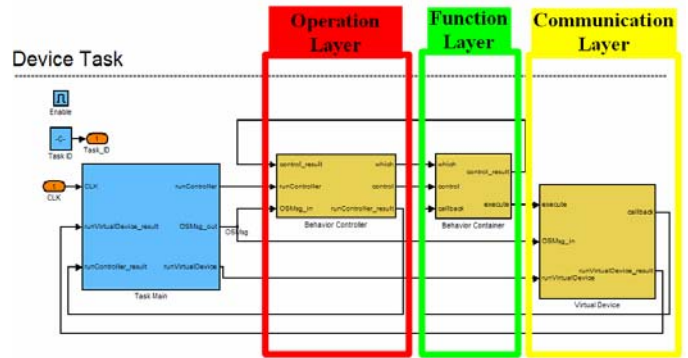 Operation
Layer
Function
Layer
Communication
Layer
Device Task
Enable
-C-
Task ID
1
Task_ID
1
CLK
CLK
runVirtualDevice_result
runController_result
runController
OSMsg_out
runVirtualDevice
Task Main
OSMsg
control_result
runController
OSMsg_in
which
control
runController_result
Behavior Controller
which
control
callback
control_result
execute
Behavior Container
execute
OSMsg_in
runVirtualDevice
callback
runVirtualDevice_result
Virtual Device